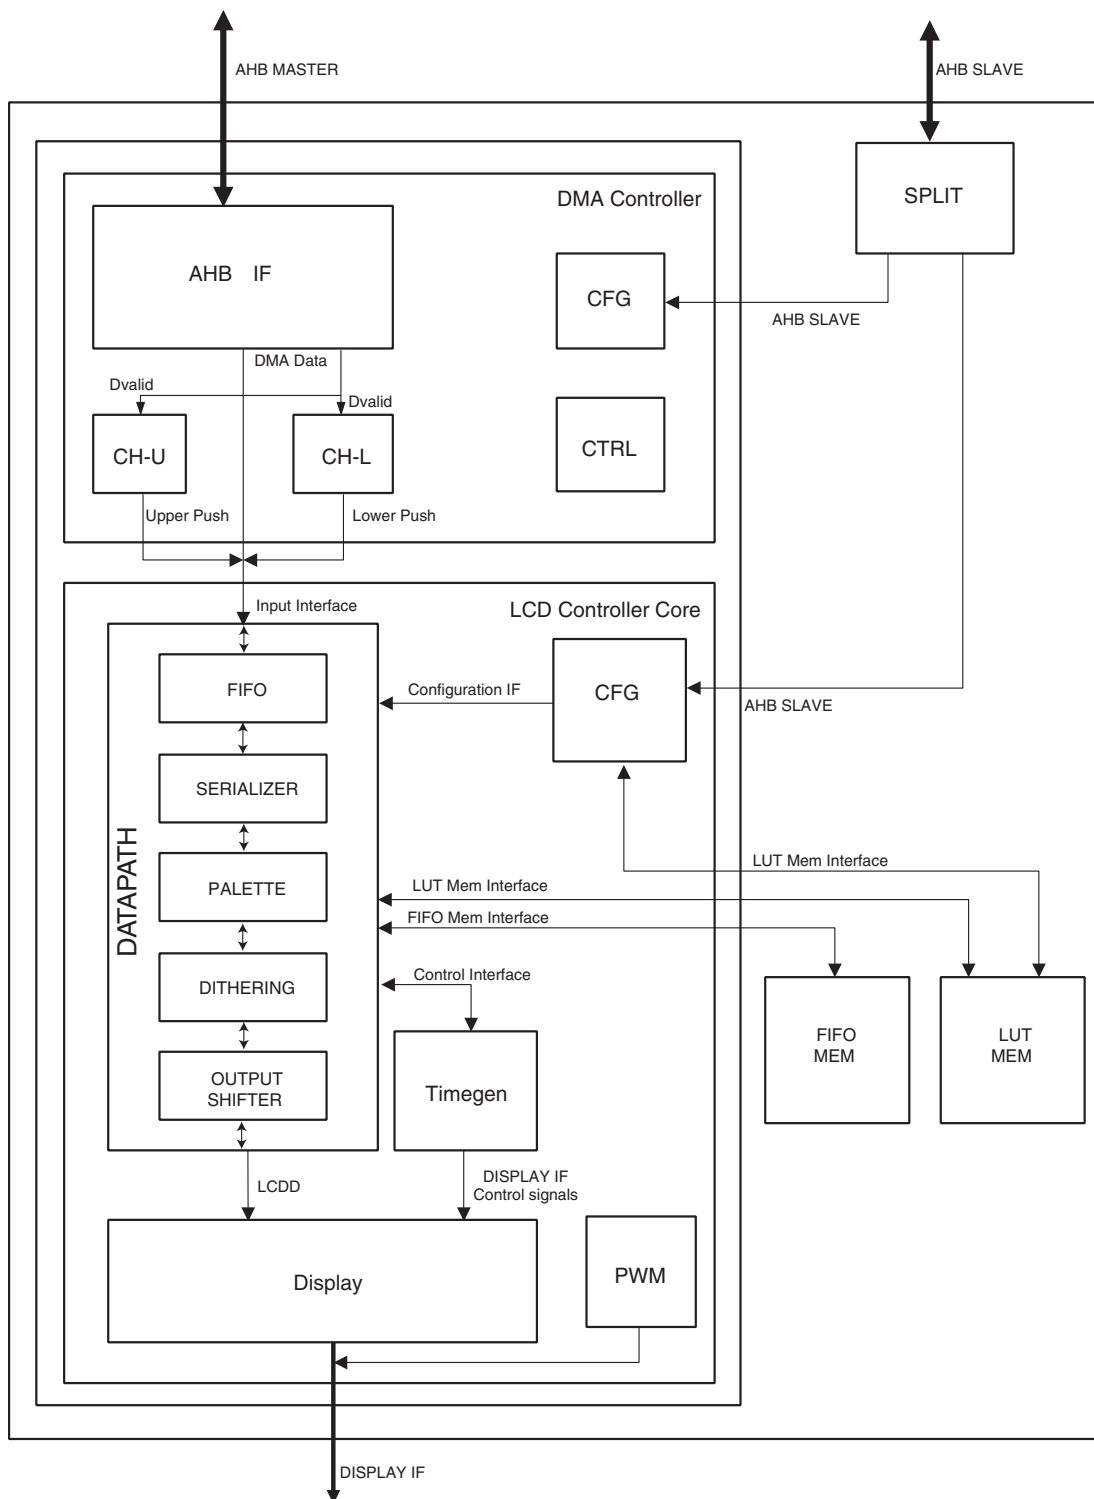 AHB MASTER
AHB SLAVE
DMA Controller
SPLIT
AHB IF
CFG
AHB SLAVE
DMA Data
Dvalid
Dvalid
CH-U
CH-L
CTRL
Upper Push
Lower Push
Input Interface
LCD Controller Core
FIFO
Configuration IF
CFG
AHB SLAVE
SERIALIZER
DATAPATH
PALETTE
LUT Mem Interface
LUT Mem Interface
FIFO Mem Interface
DITHERING
Control Interface
FIFO
MEM
LUT
MEM
OUTPUT
SHIFTER
Timegen
LCDD
DISPLAY IF
Control signals
Display
PWM
DISPLAY IF